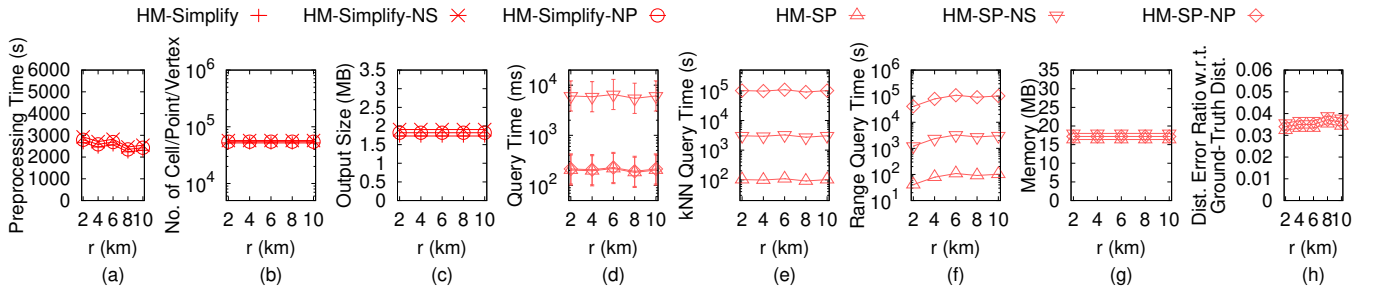 HM-Simplify HM-Simplify-NS HM-Simplify-NP HM-SP HM-SP-NS HM-SP-NP
Preprocessing Time (s)
6000
5000
4000
3000
2000
1000
0
2 4 6 8 10
r (km)
(a)
No. of Cell/Point/Vertex
10^6
10^5
10^4
2 4 6 8 10
r (km)
(b)
Output Size (MB)
3.5
3
2.5
2
1.5
1
0.5
0
2 4 6 8 10
r (km)
(c)
Query Time (ms)
10^4
10^3
10^2
2 4 6 8 10
r (km)
(d)
kNN Query Time (s)
10^5
10^4
10^3
10^2
2 4 6 8 10
r (km)
(e)
Range Query Time (s)
10^6
10^5
10^4
10^3
10^2
10^1
2 4 6 8 10
r (km)
(f)
Memory (MB)
35
30
25
20
15
10
5
0
2 4 6 8 10
r (km)
(g)
Dist. Error Ratio w.r.t.
Ground-Truth Dist.
0.06
0.05
0.04
0.03
0.02
0.01
0
2 4 6 8 10
r (km)
(h)